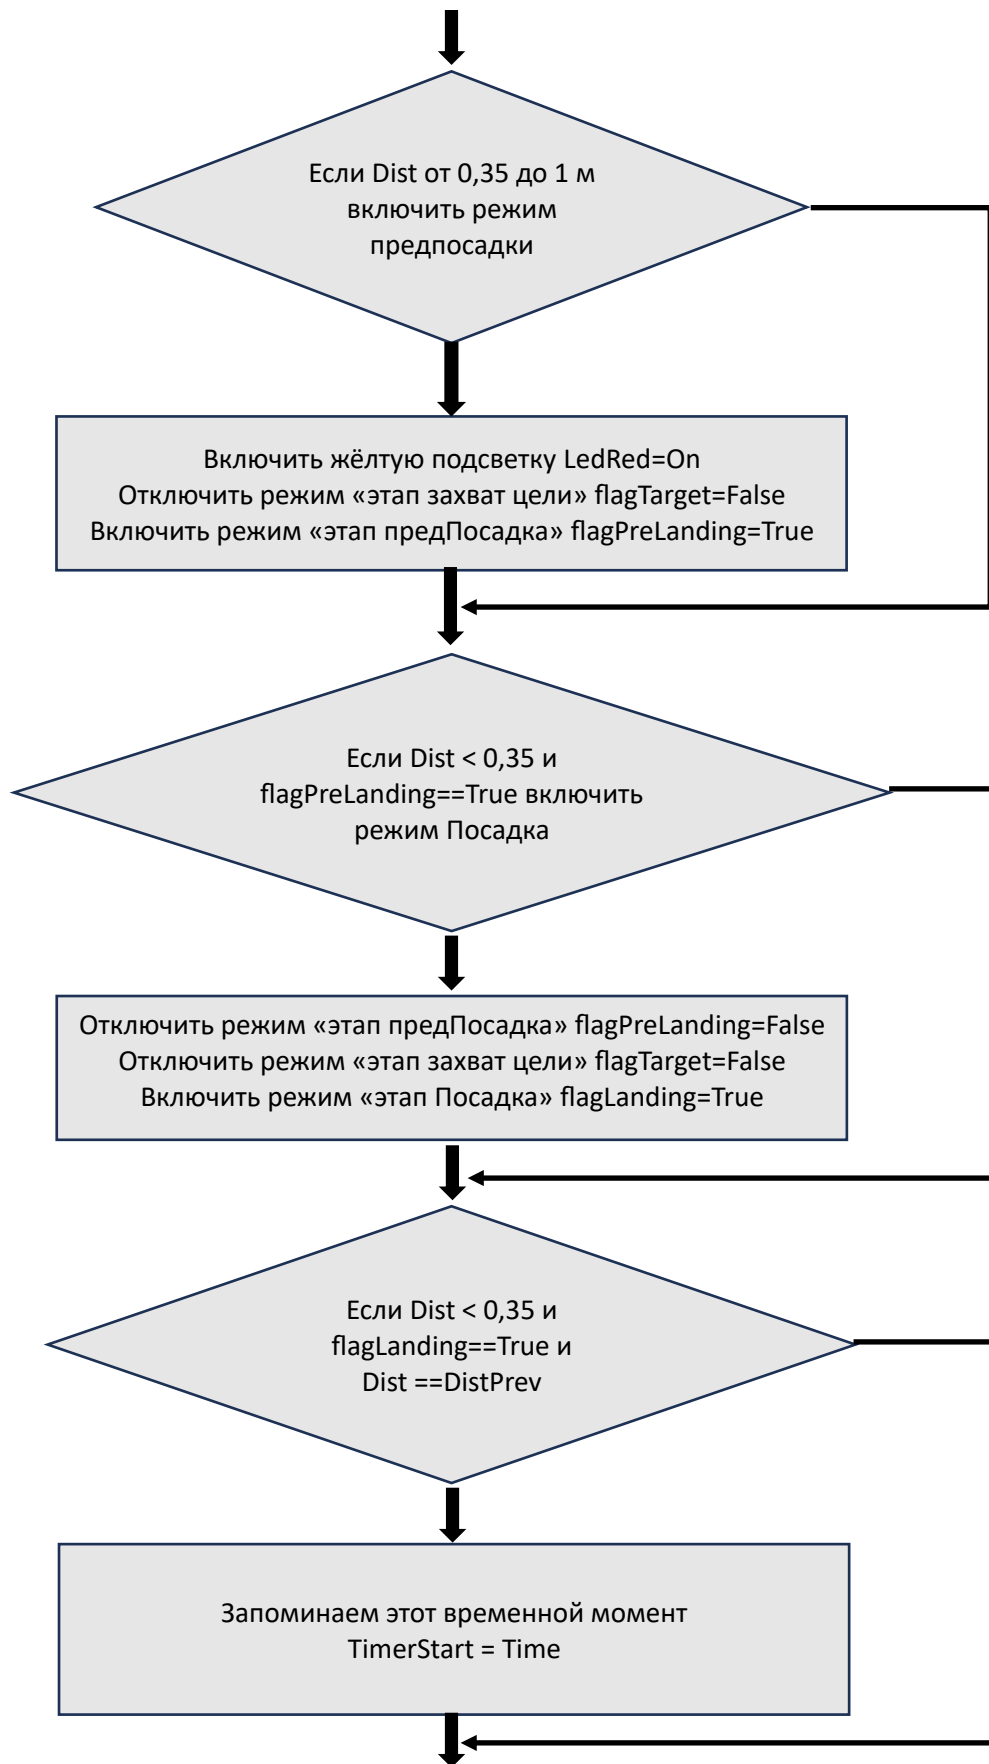 Если Dist от 0,35 до 1 м
включить режим
предпосадки
Включить жёлтую подсветку LedRed=On
Отключить режим «этап захват цели» flagTarget=False
Включить режим «этап предПосадка» flagPreLanding=True
Если Dist < 0,35 и
flagPreLanding==True включить
режим Посадка
Отключить режим «этап предПосадка» flagPreLanding=False
Отключить режим «этап захват цели» flagTarget=False
Включить режим «этап Посадка» flagLanding=True
Если Dist < 0,35 и
flagLanding==True и
Dist ==DistPrev
Запоминаем этот временной момент
TimerStart = Time